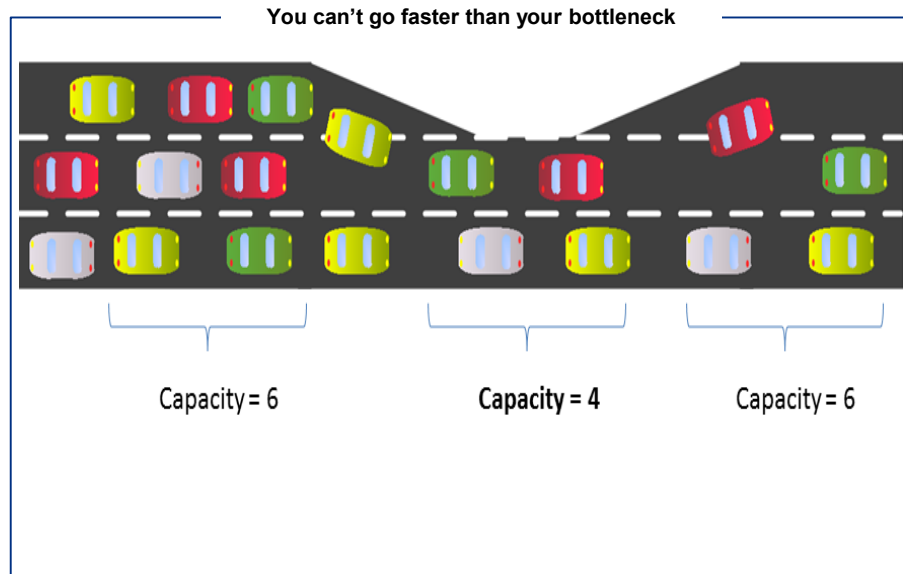 You can’t go faster than your bottleneck
Capacity = 6
Capacity = 4
Capacity = 6